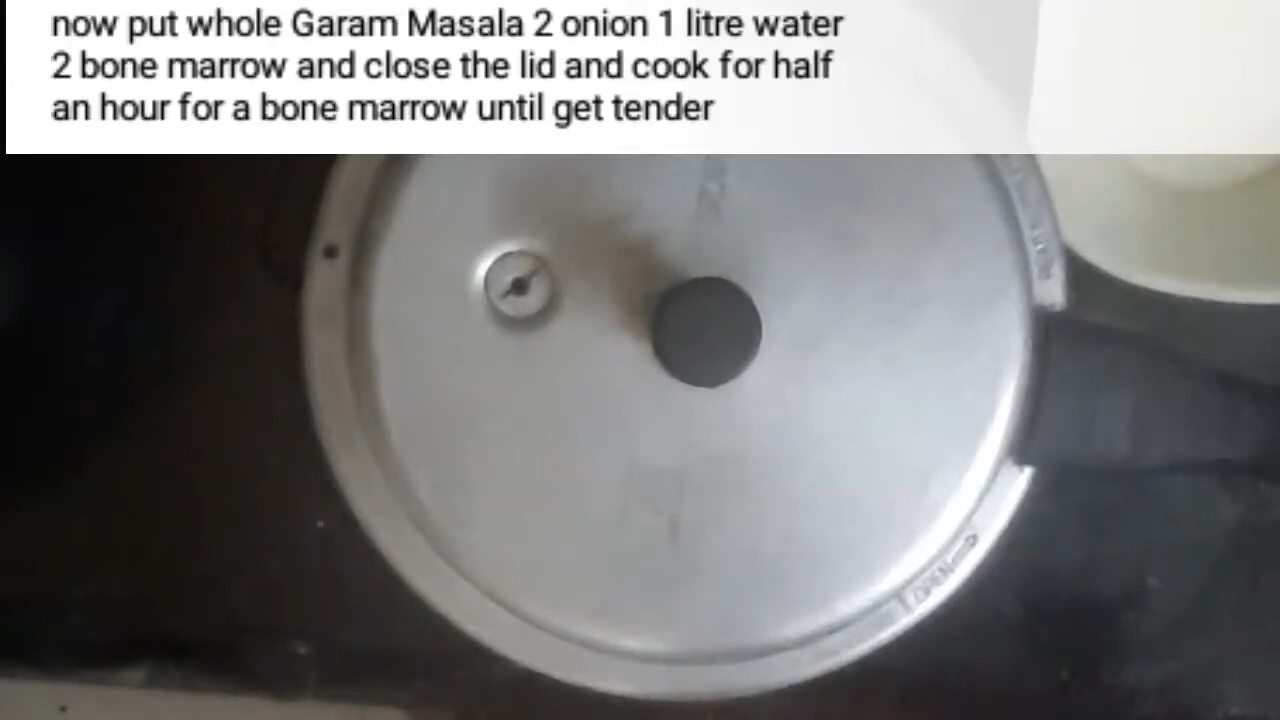 now put whole Garam Masala 2 onion 1 litre water
2 bone marrow and close the lid and cook for half
an hour for a bone marrow until get tender
OPEN